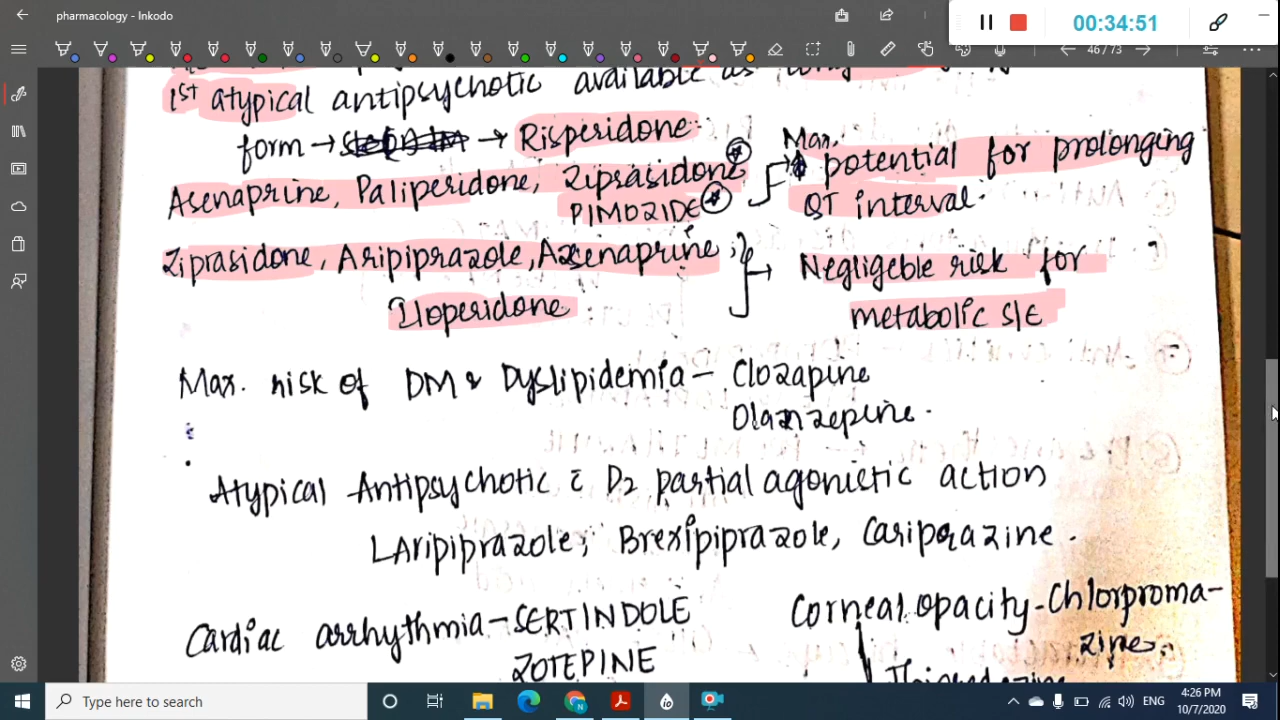 pharmacology - Inkodo
00:34:51
46 / 73
1st atypical antipsychotic available as long
form → → Risperidone
Asenaprine, Paliperidone, Ziprasidone
PIMOZIDE
Max. potential for prolonging
QT interval.
Ziprasidone, Aripiprazole, Azsenaprine,
Iloperidone
Negligeble risk for
metabolic S/E
Max. risk of DM & Dyslipidemia - Clozapine
Olanzepine.
Atypical Antipsychotic c̄ D2 partial agonistic action
Aripiprazole, Brexipiprazole, Cariprazine.
Cardiac arrhythmia - SERTINDOLE
ZOTEPINE
Corneal opacity - Chlorproma-
zine.
Type here to search
ENG
4:26 PM
10/7/2020